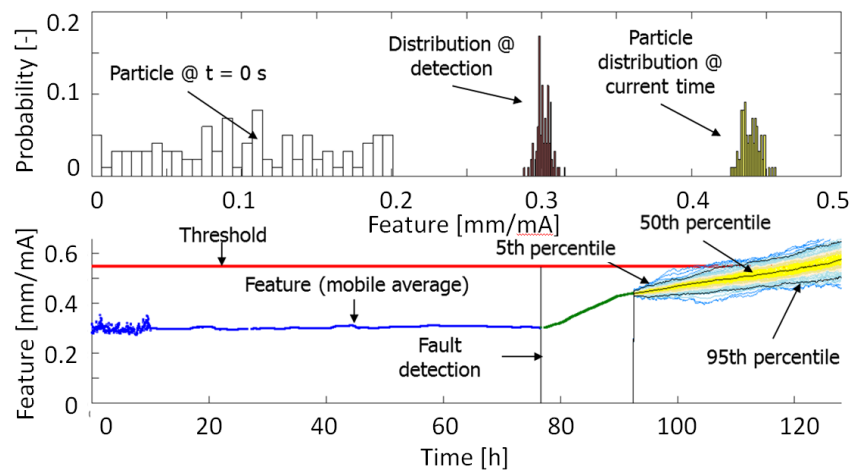 Probability [-]
0.2
0.1
0
Particle @ t = 0 s
Distribution @
detection
Particle
distribution @
current time
0
0.1
0.2
0.3
0.4
0.5
Feature [mm/mA]
Feature [mm/mA]
0.6
0.4
0.2
0
Threshold
Feature (mobile average)
Fault
detection
5th percentile
50th percentile
95th percentile
0
20
40
60
80
100
120
Time [h]